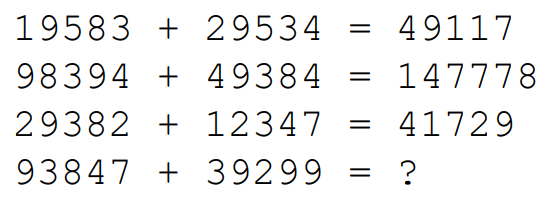 19583 + 29534 = 49117
98394 + 49384 = 147778
29382 + 12347 = 41729
93847 + 39299 = ?